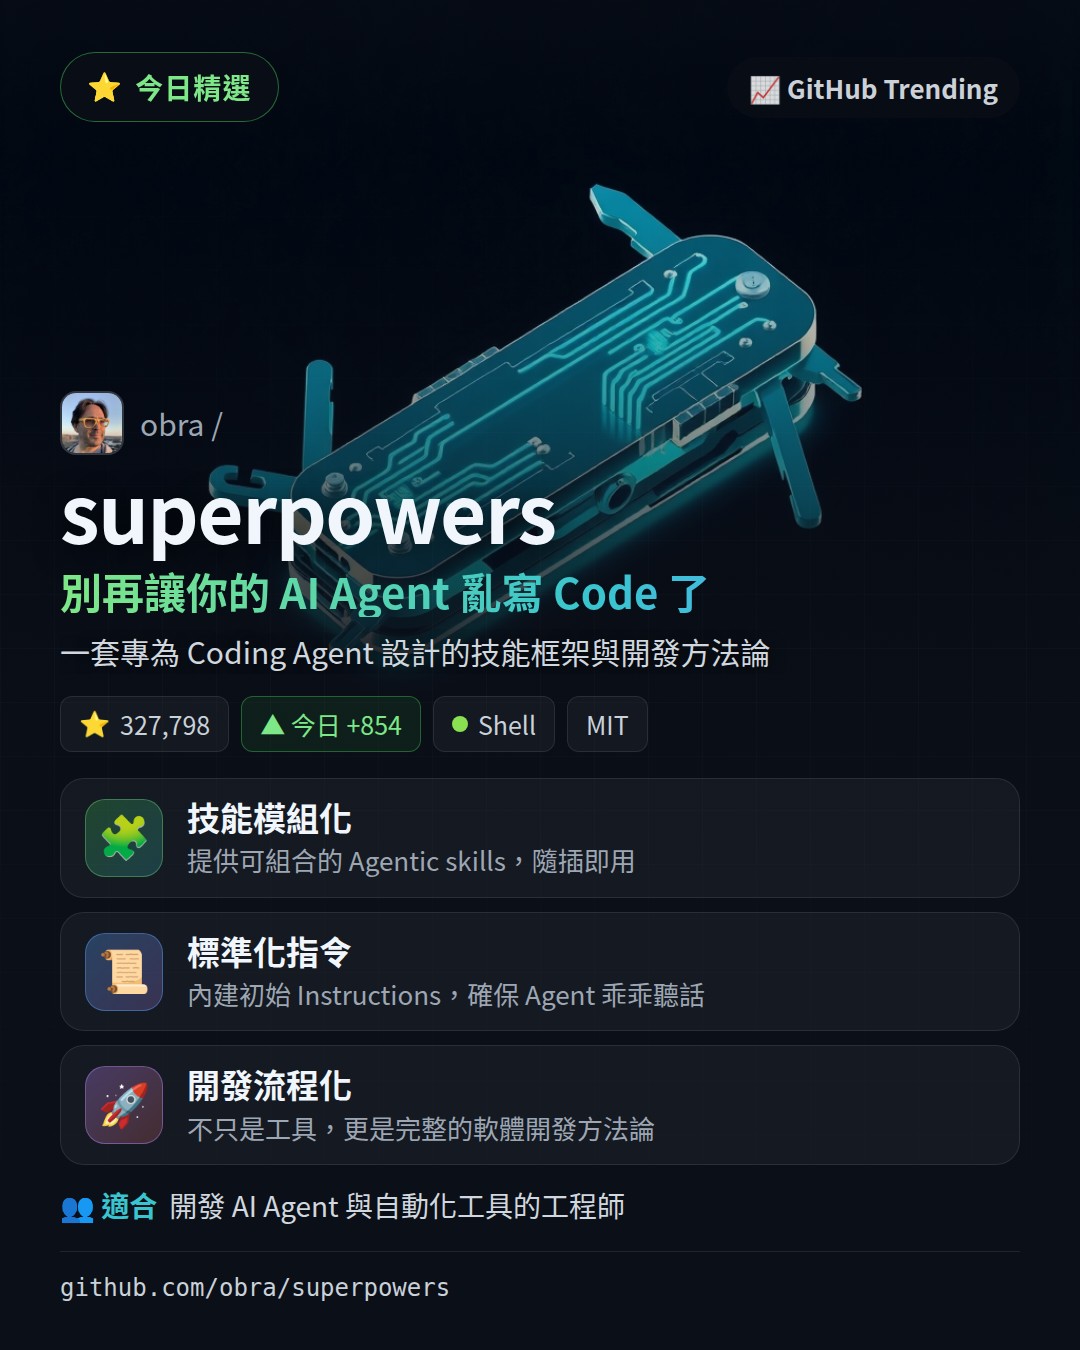 ⭐ 今日精選
📈 GitHub Trending
obra /
superpowers
別再讓你的 AI Agent 亂寫 Code 了
一套專為 Coding Agent 設計的技能框架與開發方法論
⭐ 327,798
▲ 今日 +854
Shell
MIT
技能模組化
提供可組合的 Agentic skills，隨插即用
標準化指令
內建初始 Instructions，確保 Agent 乖乖聽話
開發流程化
不只是工具，更是完整的軟體開發方法論
👥 適合 開發 AI Agent 與自動化工具的工程師
github.com/obra/superpowers